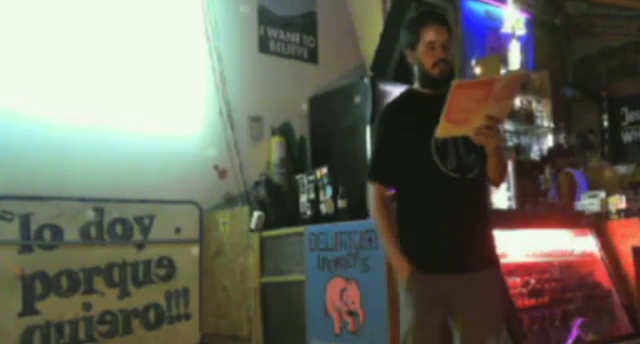 I WANT TO
BELIEVE
lo doy
porque
quiero!!!
DELIRIUM
tremens